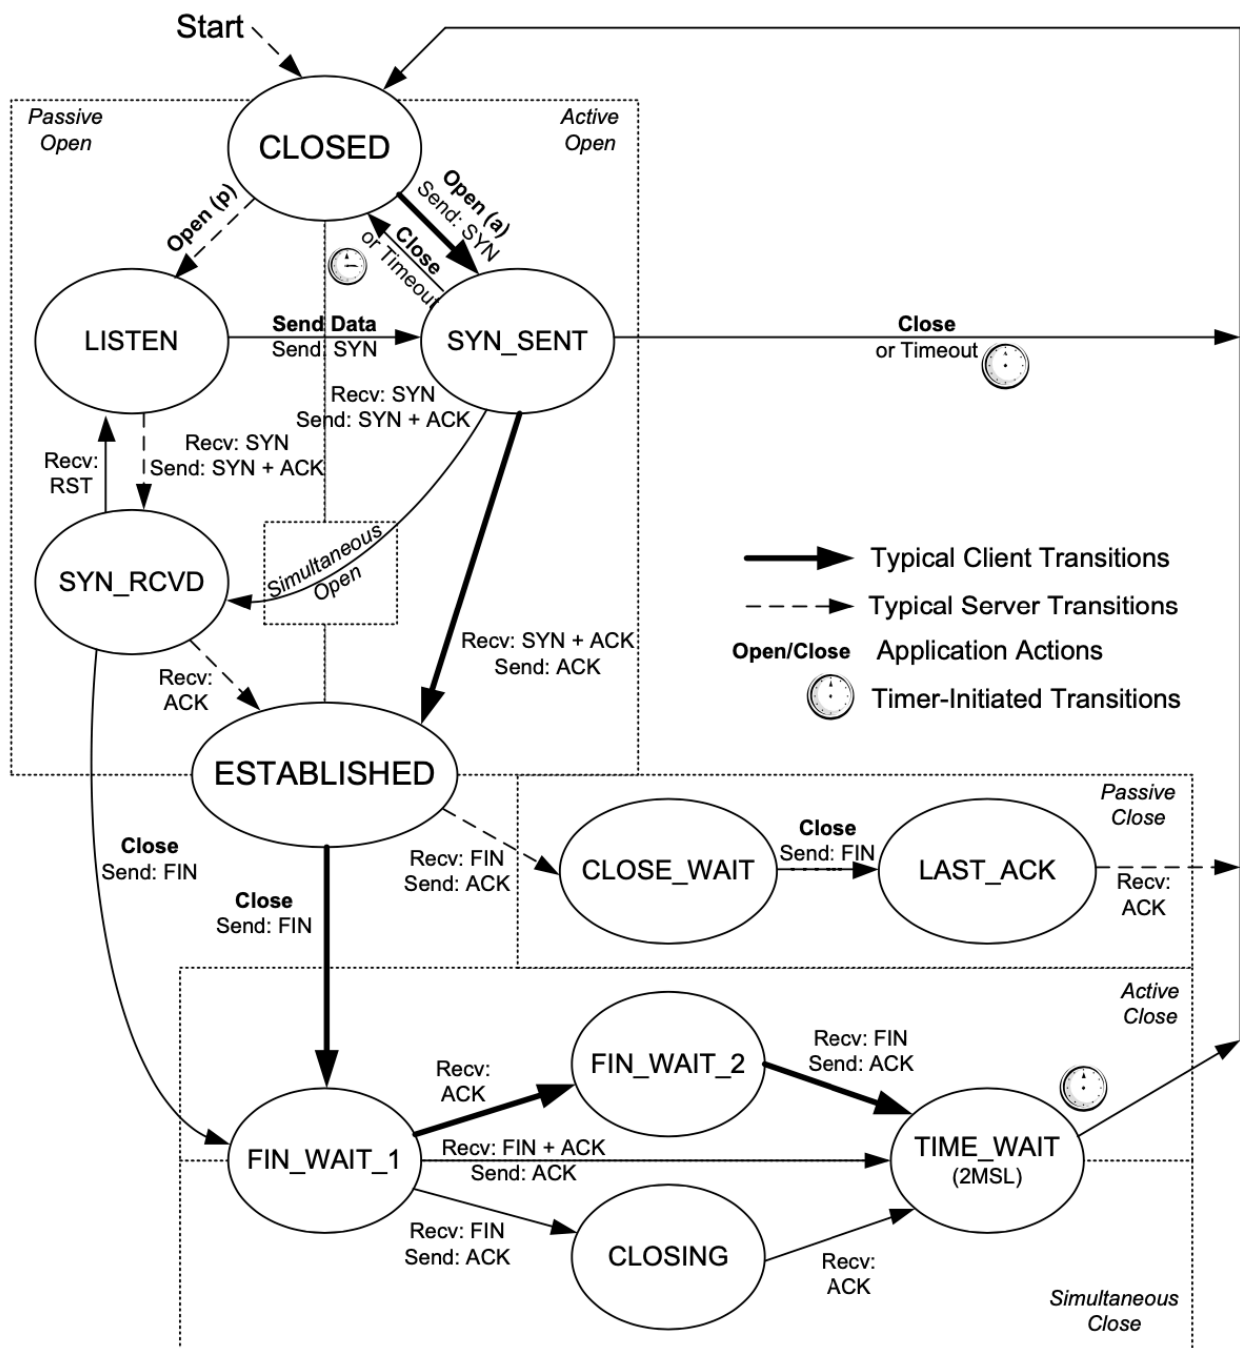 Start
Passive
Open
Active
Open
CLOSED
Open (p)
Open (a)
Send: SYN
Close
or Timeout
LISTEN
Send Data
Send: SYN
SYN_SENT
Close
or Timeout
Recv: SYN
Send: SYN + ACK
Recv: SYN
Send: SYN + ACK
Recv:
RST
SYN_RCVD
Simultaneous
Open
Typical Client Transitions
Typical Server Transitions
Open/Close Application Actions
Timer-Initiated Transitions
Recv: SYN + ACK
Send: ACK
Recv:
ACK
ESTABLISHED
Passive
Close
Close
Send: FIN
Recv: FIN
Send: ACK
CLOSE_WAIT
Close
Send: FIN
LAST_ACK
Recv:
ACK
Close
Send: FIN
Active
Close
Recv:
ACK
FIN_WAIT_2
Recv: FIN
Send: ACK
FIN_WAIT_1
Recv: FIN + ACK
Send: ACK
TIME_WAIT
(2MSL)
Recv: FIN
Send: ACK
CLOSING
Recv:
ACK
Simultaneous
Close